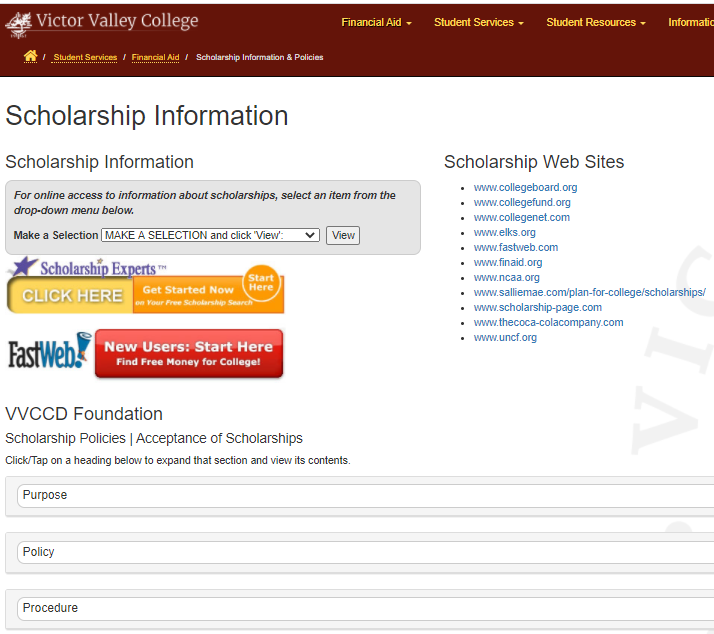 Victor Valley College
Financial Aid
Student Services
Student Resources
/ Student Services / Financial Aid / Scholarship Information & Policies
Scholarship Information
Scholarship Information
For online access to information about scholarships, select an item from the
drop-down menu below.
Make a Selection MAKE A SELECTION and click 'View': View
Scholarship Experts™
CLICK HERE
Get Started Now
on Your Free Scholarship Search
Start
Here
FastWeb!
New Users: Start Here
Find Free Money for College!
Scholarship Web Sites
www.collegeboard.org
www.collegefund.org
www.collegenet.com
www.elks.org
www.fastweb.com
www.finaid.org
www.ncaa.org
www.salliemae.com/plan-for-college/scholarships/
www.scholarship-page.com
www.thecoca-colacompany.com
www.uncf.org
VVCCD Foundation
Scholarship Policies | Acceptance of Scholarships
Click/Tap on a heading below to expand that section and view its contents.
Purpose
Policy
Procedure